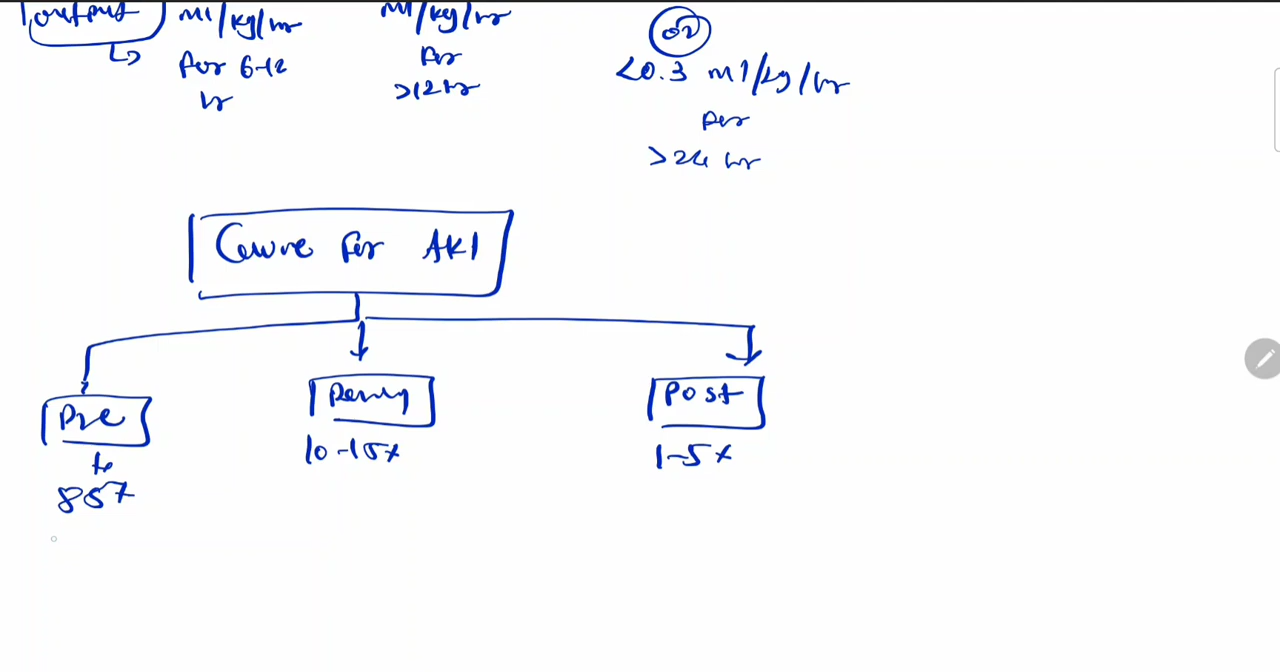 output
ml/kg/hr
for 6-12
hr
ml/kg/hr
for
>12 hr
or
<0.3 ml/kg/hr
for
>24 hr
Cause for AKI
Pre
to
85%
Renal
10-15%
Post
1-5%